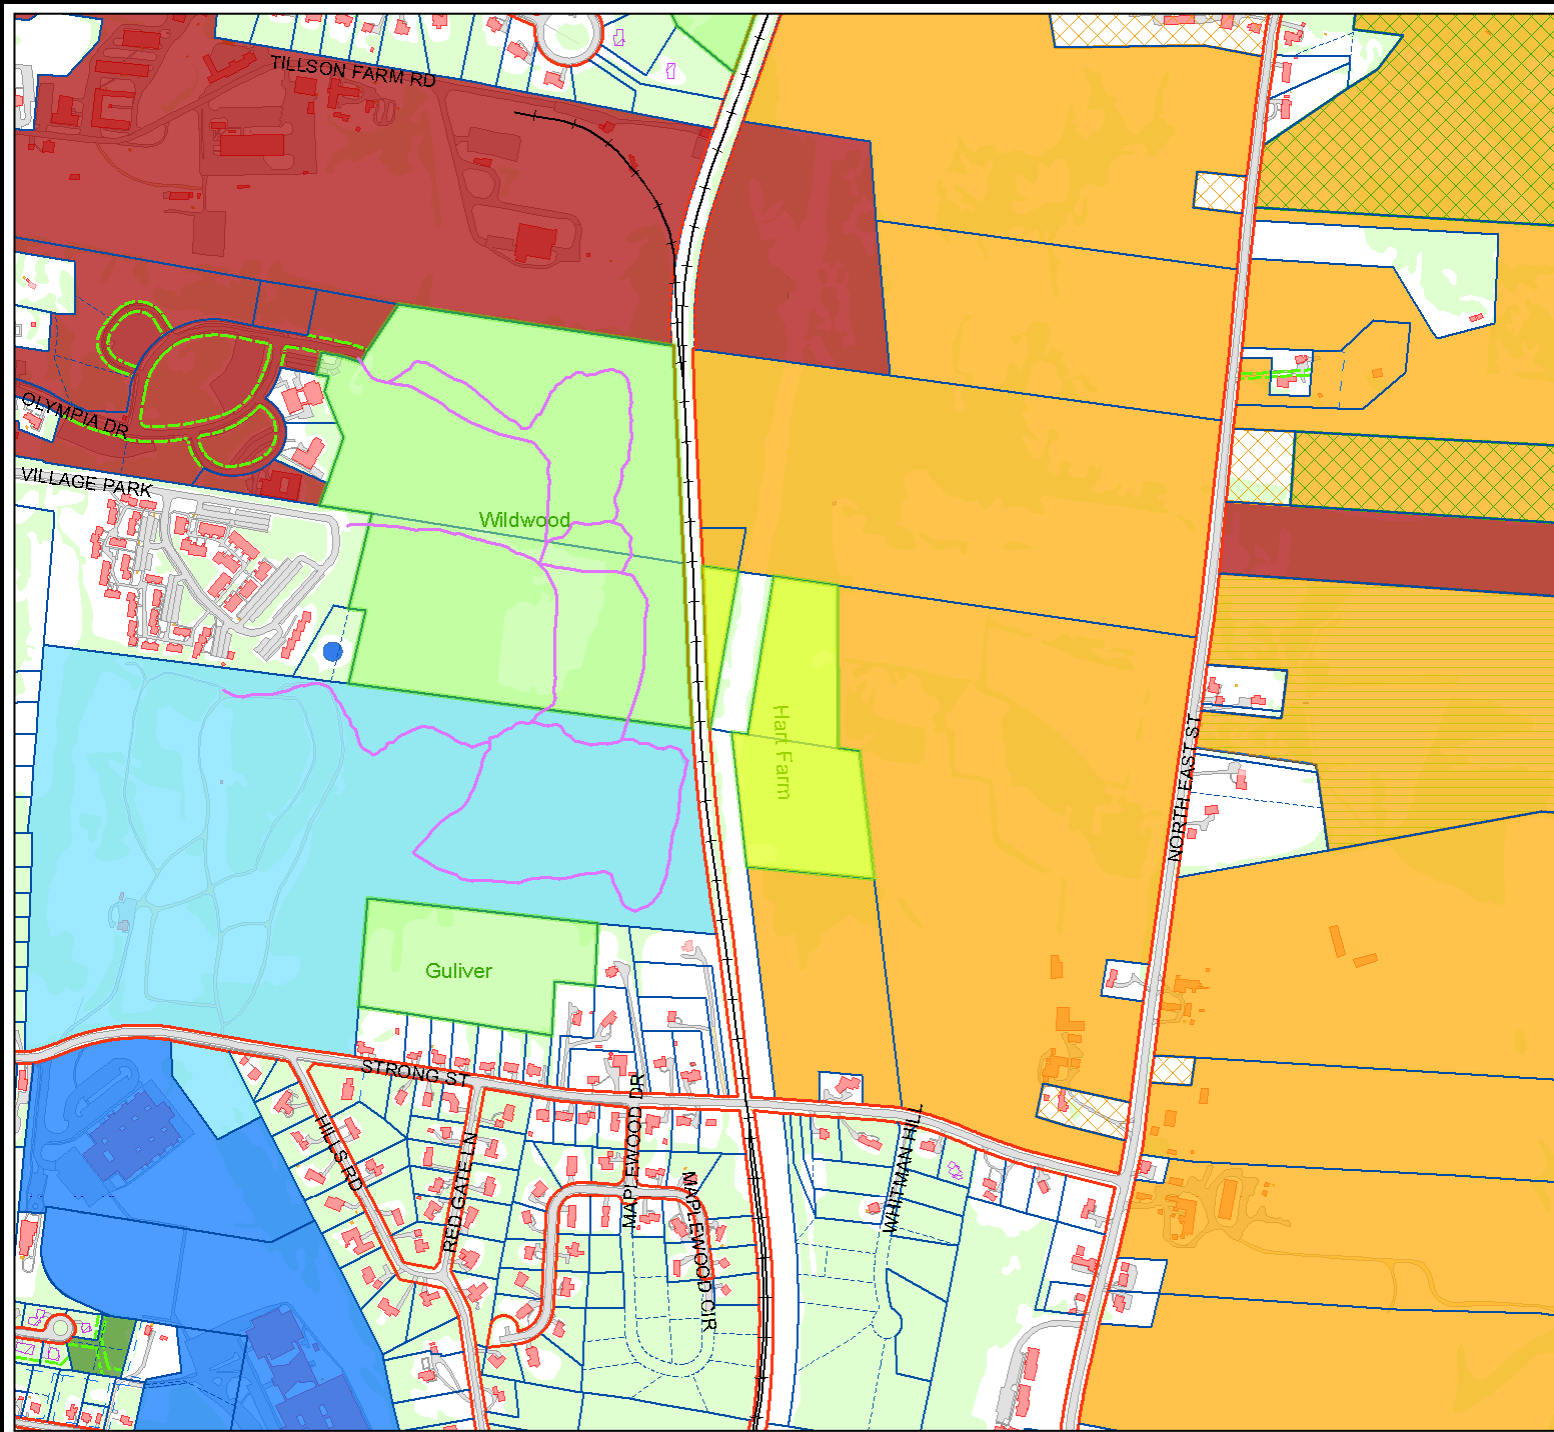 TILLSON FARM RD
OLYMPIA DR
VILLAGE PARK
Wildwood
Hart Farm
NORTH EAST ST
Guliver
STRONG ST
HILLS RD
RED GATE LN
MAPLEWOOD DR
MAPLEWOOD CIR
WHITMAN HILL